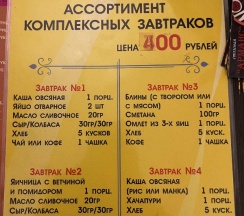 АССОРТИМЕНТ
КОМПЛЕКСНЫХ ЗАВТРАКОВ
ЦЕНА 400 РУБЛЕЙ
ЗАВТРАК №1
КАША ОВСЯНАЯ 1 ПОРЦ.
ЯЙЦО ОТВАРНОЕ 2 ШТ
МАСЛО СЛИВОЧНОЕ 20ГР
СЫР/КОЛБАСА 30ГР/30ГР
ХЛЕБ 5 КУСКОВ
ЧАЙ ИЛИ КОФЕ 1 ЧАШКА
ЗАВТРАК №3
БЛИНЫ (С ТВОРОГОМ ИЛИ
С МЯСОМ) 1 ПОРЦ.
СМЕТАНА 100ГР
ОМЛЕТ ИЗ 3-Х ЯИЦ 1 ПОРЦ.
ХЛЕБ 5 КУСКОВ
КОФЕ 1 ЧАШКА
ЗАВТРАК №2
ЯИЧНИЦА С ВЕТЧИНОЙ
И ПОМИДОРОМ 1 ПОРЦ.
МАСЛО СЛИВОЧНОЕ 20ГР
СЫР/КОЛБАСА 30ГР/30ГР
ЗАВТРАК №4
КАША ОВСЯНАЯ
(РИС ИЛИ МАНКА) 1 ПОРЦ.
ХАЧАПУРИ 1 ПОРЦ.
ХЛЕБ 5 КУСКОВ